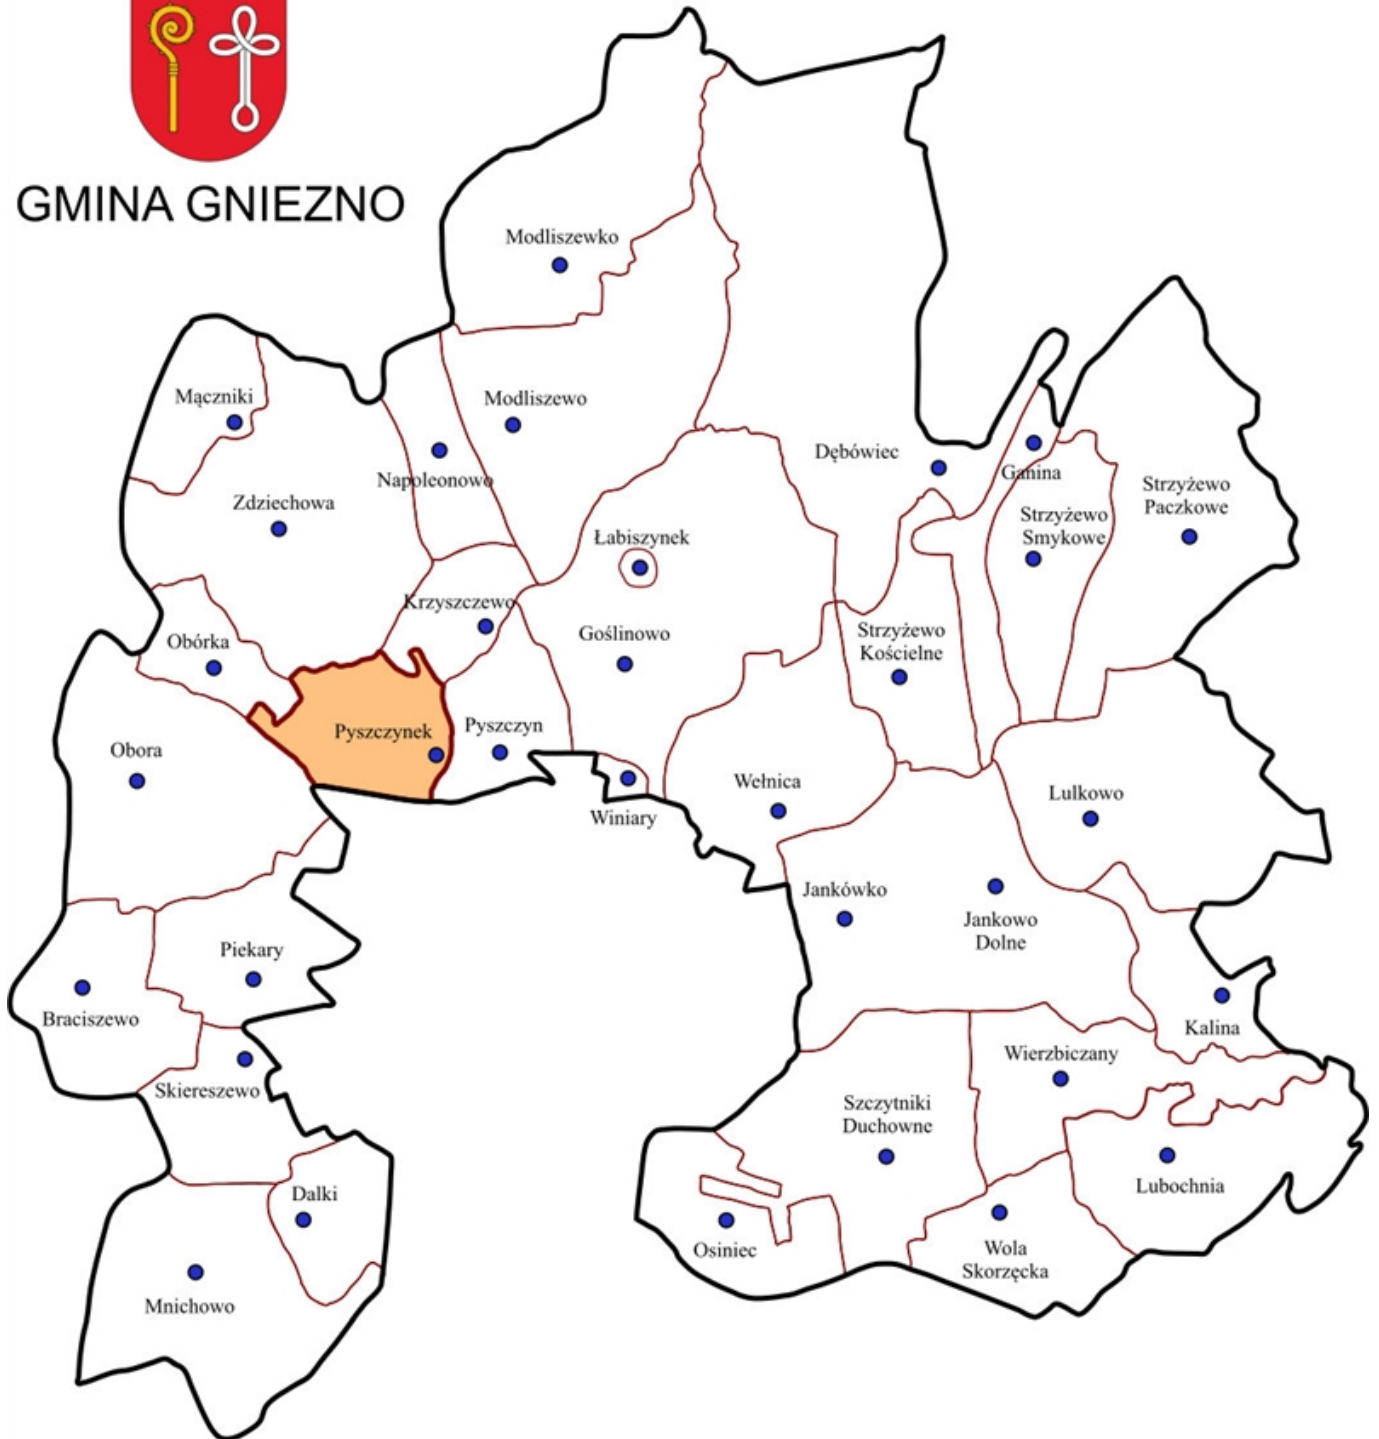 GMINA GNIEZNO
Modliszewko
Mączniki
Modliszewo
Napoleonowo
Zdziechowa
Dębówiec
Ganina
Strzyżewo
Paczkowe
Strzyżewo
Smykowe
Łabiszynek
Krzyszczewo
Goślinowo
Obórka
Strzyżewo
Kościelne
Pyszczynek
Pyszczyn
Obora
Winiary
Wełnica
Lulkowo
Jankówko
Jankowo
Dolne
Piekary
Braciszewo
Kalina
Skiereszewo
Wierzbiczany
Szczytniki
Duchowne
Dalki
Lubochnia
Osiniec
Wola
Skorzęcka
Mnichowo